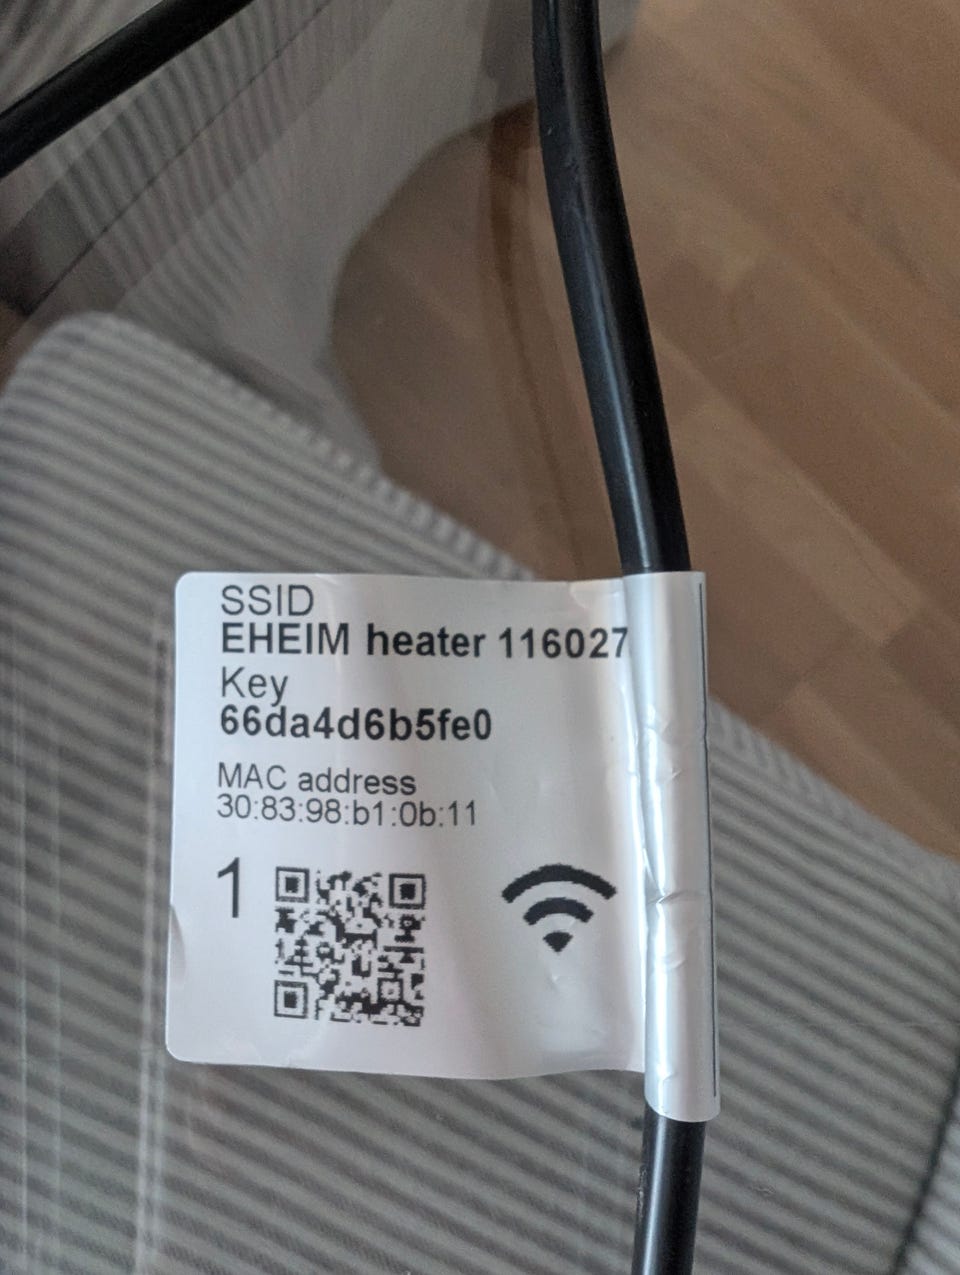 SSID
EHEIM heater 116027
Key
66da4d6b5fe0
MAC address
30:83:98:b1:0b:11
1